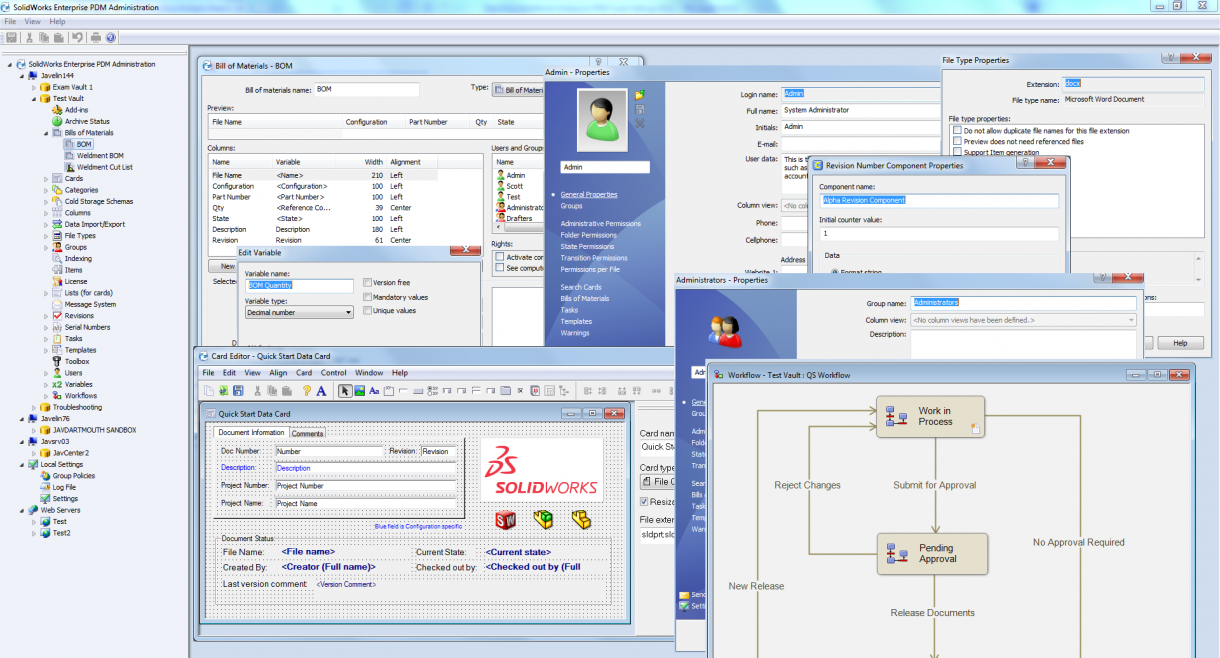 SolidWorks Enterprise PDM Administration
File View Help
SolidWorks Enterprise PDM Administration
Javelin144
Exam Vault 1
Test Vault
Add-ins
Archive Status
Bills of Materials
BOM
Weldment BOM
Weldment Cut List
Cards
Categories
Cold Storage Schemas
Columns
Data Import/Export
File Types
Groups
Indexing
Items
License
Lists (for cards)
Message System
Revisions
Serial Numbers
Tasks
Templates
Toolbox
Users
Variables
Workflows
Troubleshooting
Javelin76
JAVDARTMOUTH SANDBOX
Javsrv03
JavCenter2
Local Settings
Group Policies
Log File
Settings
Web Servers
Test
Test2
Bill of Materials - BOM
Bill of materials name: BOM
Type: Bill of Materi
Preview:
File Name Configuration Part Number Qty State
Columns:
Name Variable Width Alignment
File Name <Name> 210 Left
Configuration <Configuration> 100 Left
Part Number <Part Number> 100 Left
Qty <Reference Co... 39 Center
State <State> 100 Left
Description Description 180 Left
Revision Revision 61 Center
New
Selecte
Users and Group
Name
Admin
Scott
Test
Administrato
Drafters
Rights:
Activate con
See compute
Edit Variable
Variable name:
BOM Quantity
Variable type:
Decimal number
Version free
Mandatory values
Unique values
Admin - Properties
Admin
General Properties
Groups
Administrative Permissions
Folder Permissions
State Permissions
Transition Permissions
Permissions per File
Search Cards
Bills of Materials
Tasks
Templates
Warnings
Login name: Admin
Full name: System Administrator
Initials: Admin
E-mail:
User data: This is t
such as
account
Column view: <No colu
Phone:
Cellphone:
Address
Website 1:
File Type Properties
Extension: docx
File type name: Microsoft Word Document
File type properties:
Do not allow duplicate file names for this file extension
Preview does not need referenced files
Support Item generation
ns:
Help
Revision Number Component Properties
Component name:
Alpha Revision Component
Initial counter value:
1
Data
Format string
Administrators - Properties
Group name: Administrators
Column view: <No column views have been defined.>
Description:
Adr
Gene
Grou
Adm
Folde
State
Tran
Sear
Bills
Task
Temp
Warn
Send
Setti
Card Editor - Quick Start Data Card
File Edit View Align Card Control Window Help
Quick Start Data Card
Document Information Comments
Doc Number: Number Revision: Revision
Description: Description
Project Number: Project Number
Project Name: Project Name
Blue field is Configuration specific
SOLIDWORKS
Document Status
File Name: <File name> Current State: <Current state>
Created By: <Creator (Full name)> Checked out by: <Checked out by (Full
Last version comment: <Version Comment>
Card nam
Quick St
Card type
File C
Resiza
File exter
sldprt;slc
Workflow - Test Vault : QS Workflow
Work in
Process
Reject Changes
Submit for Approval
No Approval Required
Pending
Approval
New Release
Release Documents